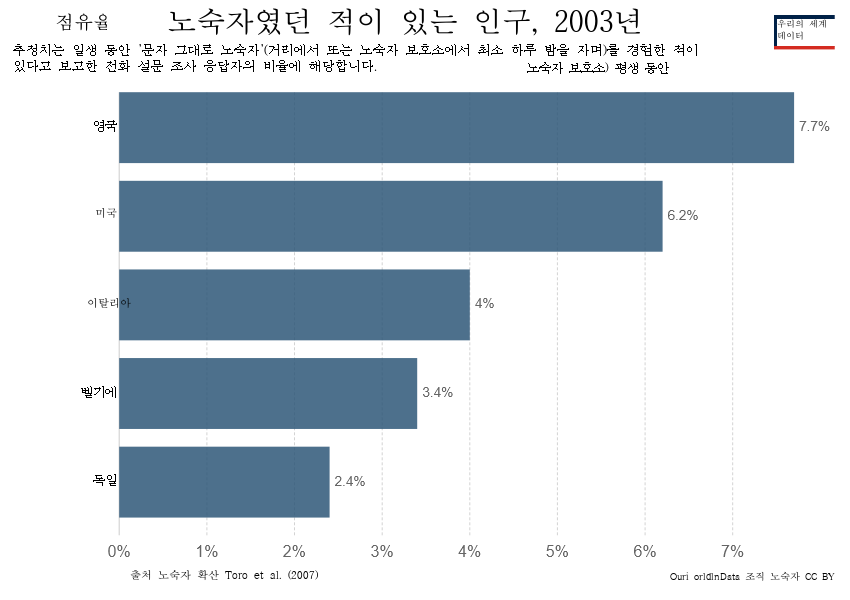 점유율 노숙자였던 적이 있는 인구, 2003년
우리의 세계
데이터
추정치는 일생 동안 '문자 그대로 노숙자'(거리에서 또는 노숙자 보호소에서 최소 하루 밤을 자며)를 경험한 적이
있다고 보고한 전화 설문 조사 응답자의 비율에 해당합니다.
노숙자 보호소) 평생 동안
영국
7.7%
미국
6.2%
이탈리아
4%
벨기에
3.4%
독일
2.4%
0% 1% 2% 3% 4% 5% 6% 7%
출처 노숙자 확산 Toro et al. (2007)
Ouri orldInData 조직 노숙자 CC BY